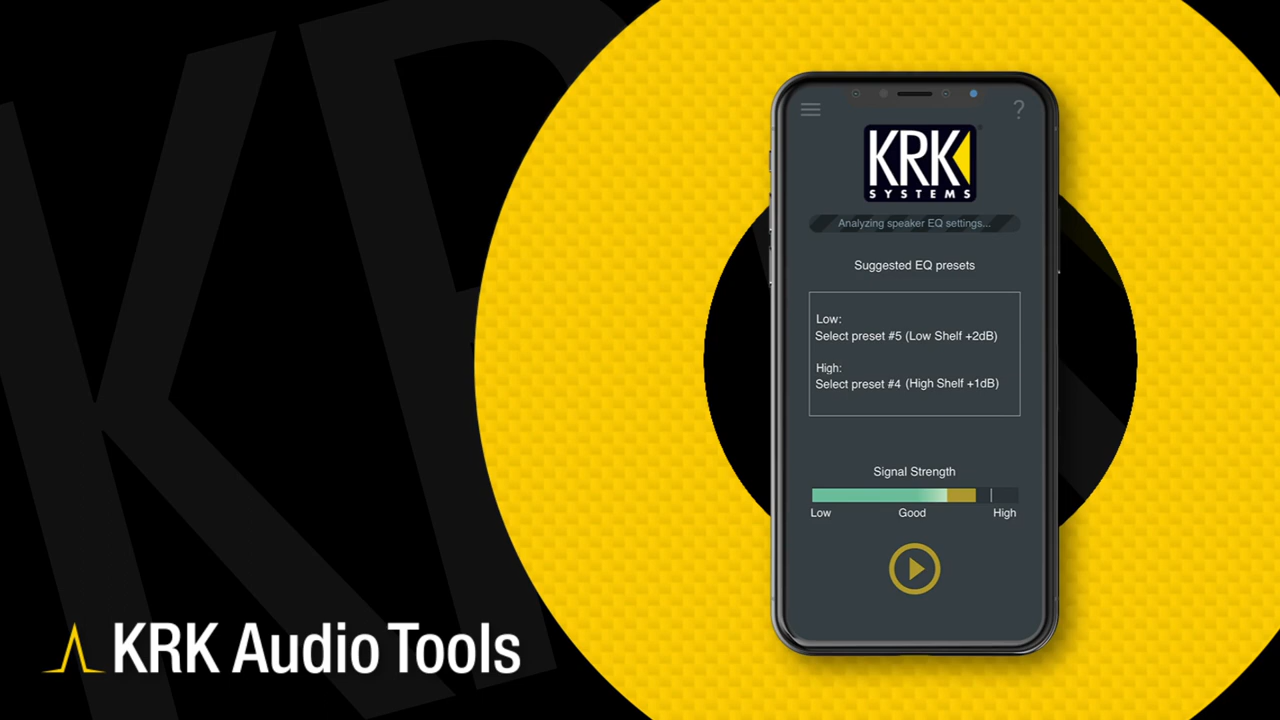 KR
?
KRK
SYSTEMS
Analyzing speaker EQ settings...
Suggested EQ presets
Low:
Select preset #5 (Low Shelf +2dB)
High:
Select preset #4 (High Shelf +1dB)
Signal Strength
Low Good High
KRK Audio Tools